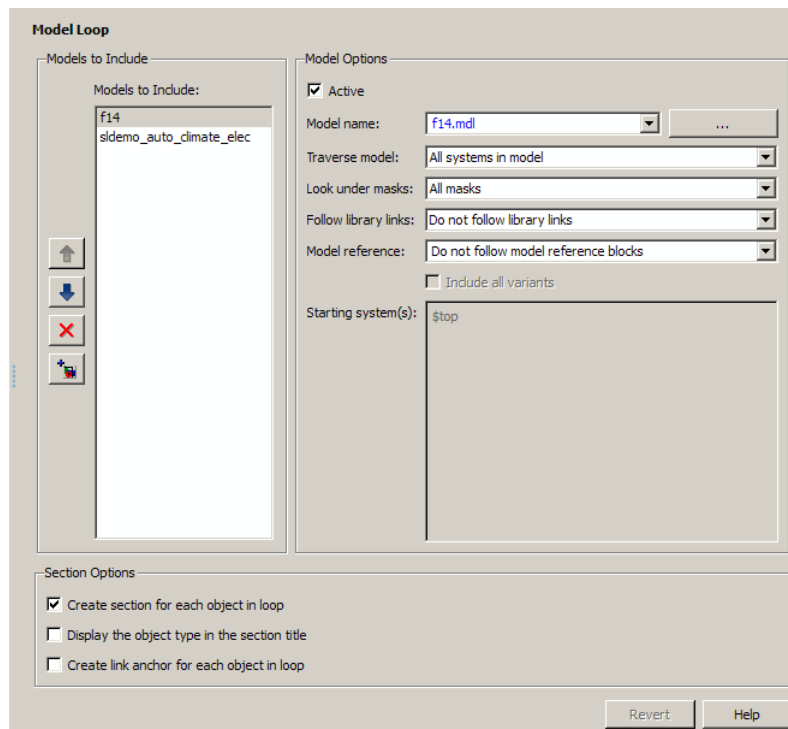 Model Loop
Models to Include
Models to Include:
f14
sldemo_auto_climate_elec
Model Options
Active
Model name: f14.mdl ...
Traverse model: All systems in model
Look under masks: All masks
Follow library links: Do not follow library links
Model reference: Do not follow model reference blocks
Include all variants
Starting system(s): $top
Section Options
Create section for each object in loop
Display the object type in the section title
Create link anchor for each object in loop
Revert Help